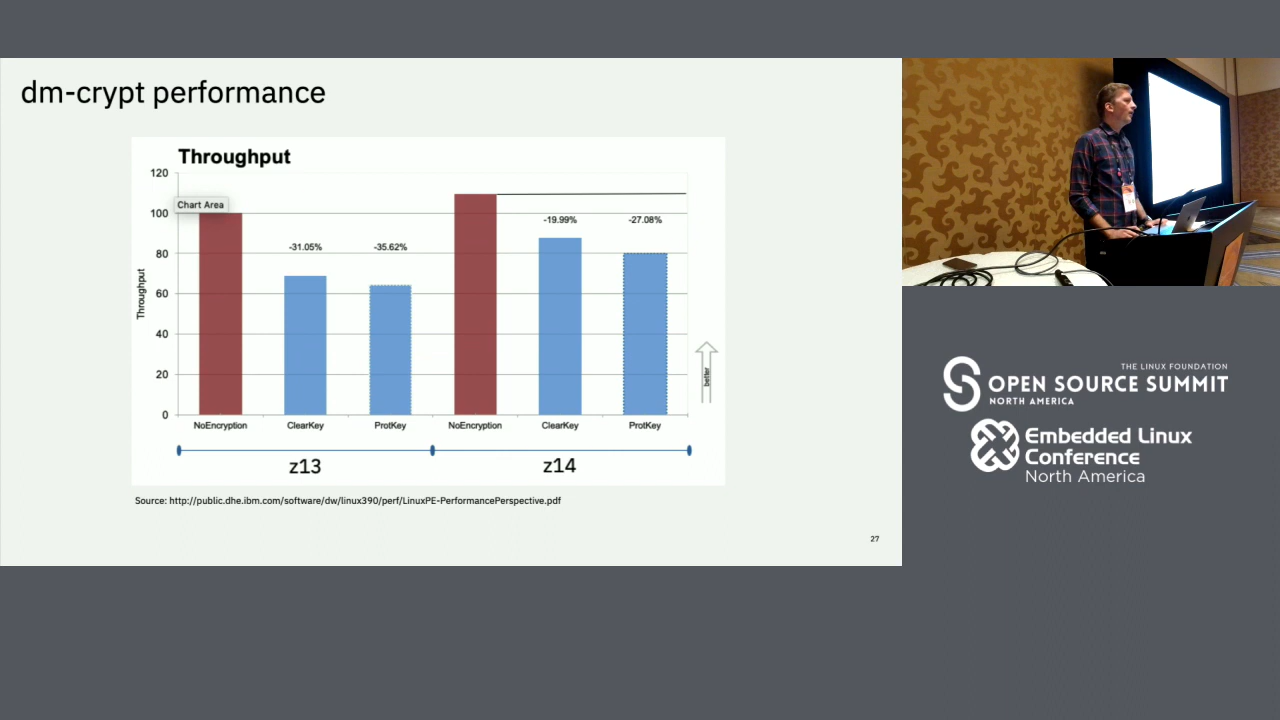 dm-crypt performance
Throughput
120
100
80
60
40
20
0
Throughput
Chart Area
-31.05%
-35.62%
-19.99%
-27.08%
better
NoEncryption
ClearKey
ProtKey
NoEncryption
ClearKey
ProtKey
z13
z14
Source: http://public.dhe.ibm.com/software/dw/linux390/perf/LinuxPE-PerformancePerspective.pdf
27
THE LINUX FOUNDATION
OPEN SOURCE SUMMIT
NORTH AMERICA
Embedded Linux
Conference
North America